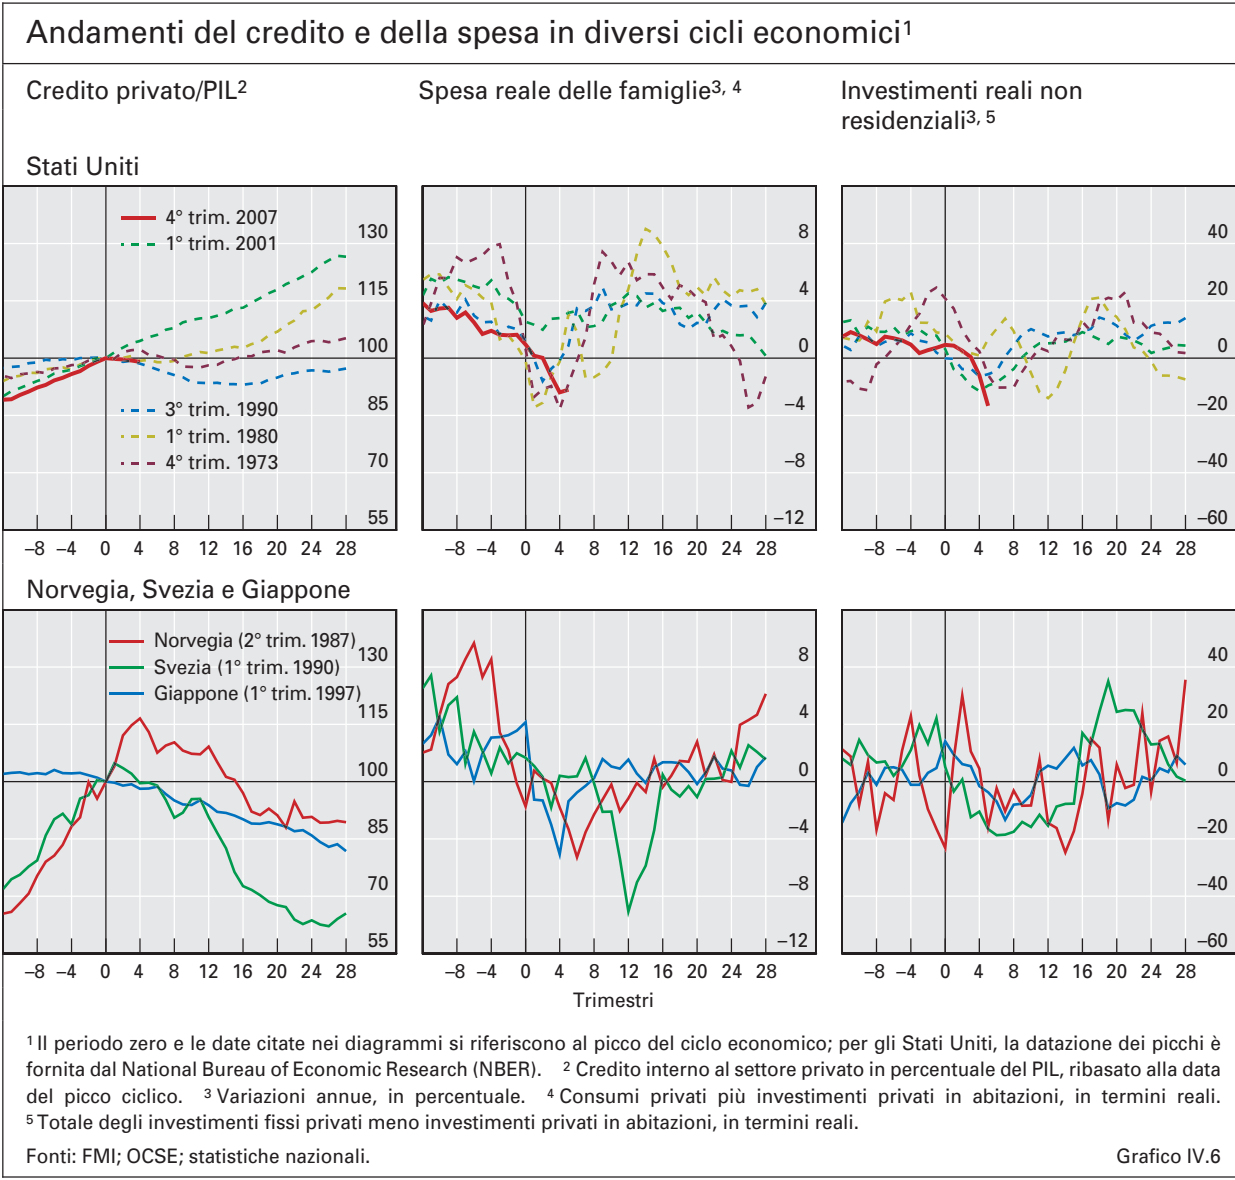 Andamenti del credito e della spesa in diversi cicli economici¹
Credito privato/PIL²
Spesa reale delle famiglie³, ⁴
Investimenti reali non
residenziali³, ⁵
Stati Uniti
4° trim. 2007
1° trim. 2001
3° trim. 1990
1° trim. 1980
4° trim. 1973
130
115
100
85
70
55
–8 –4 0 4 8 12 16 20 24 28
8
4
0
–4
–8
–12
–8 –4 0 4 8 12 16 20 24 28
40
20
0
–20
–40
–60
–8 –4 0 4 8 12 16 20 24 28
Norvegia, Svezia e Giappone
Norvegia (2° trim. 1987)
Svezia (1° trim. 1990)
Giappone (1° trim. 1997)
130
115
100
85
70
55
–8 –4 0 4 8 12 16 20 24 28
8
4
0
–4
–8
–12
–8 –4 0 4 8 12 16 20 24 28
40
20
0
–20
–40
–60
–8 –4 0 4 8 12 16 20 24 28
Trimestri
¹ Il periodo zero e le date citate nei diagrammi si riferiscono al picco del ciclo economico; per gli Stati Uniti, la datazione dei picchi è
fornita dal National Bureau of Economic Research (NBER). ² Credito interno al settore privato in percentuale del PIL, ribasato alla data
del picco ciclico. ³ Variazioni annue, in percentuale. ⁴ Consumi privati più investimenti privati in abitazioni, in termini reali.
⁵ Totale degli investimenti fissi privati meno investimenti privati in abitazioni, in termini reali.
Fonti: FMI; OCSE; statistiche nazionali.
Grafico IV.6